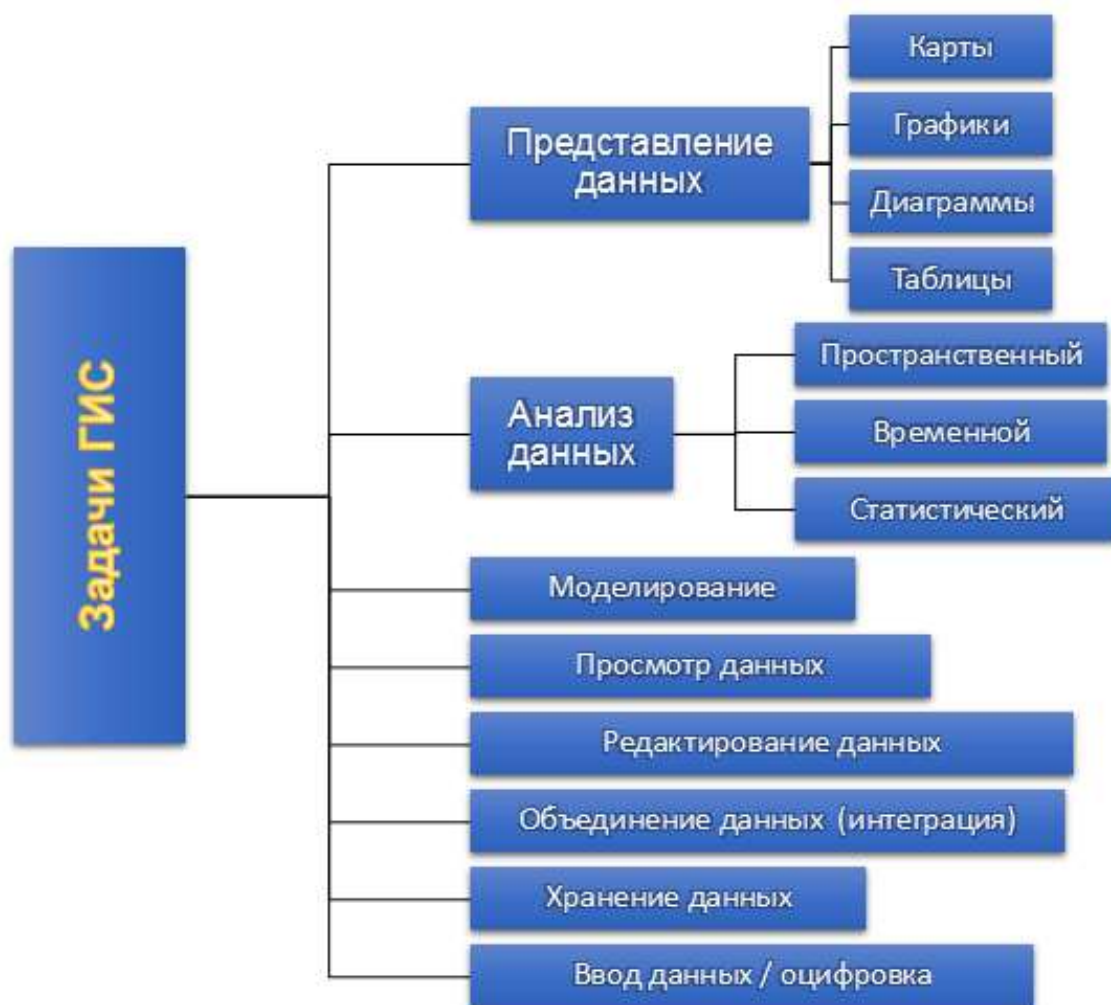 Задачи ГИС
Представление
данных
Карты
Графики
Диаграммы
Таблицы
Анализ
данных
Пространственный
Временной
Статистический
Моделирование
Просмотр данных
Редактирование данных
Объединение данных (интеграция)
Хранение данных
Ввод данных / оцифровка